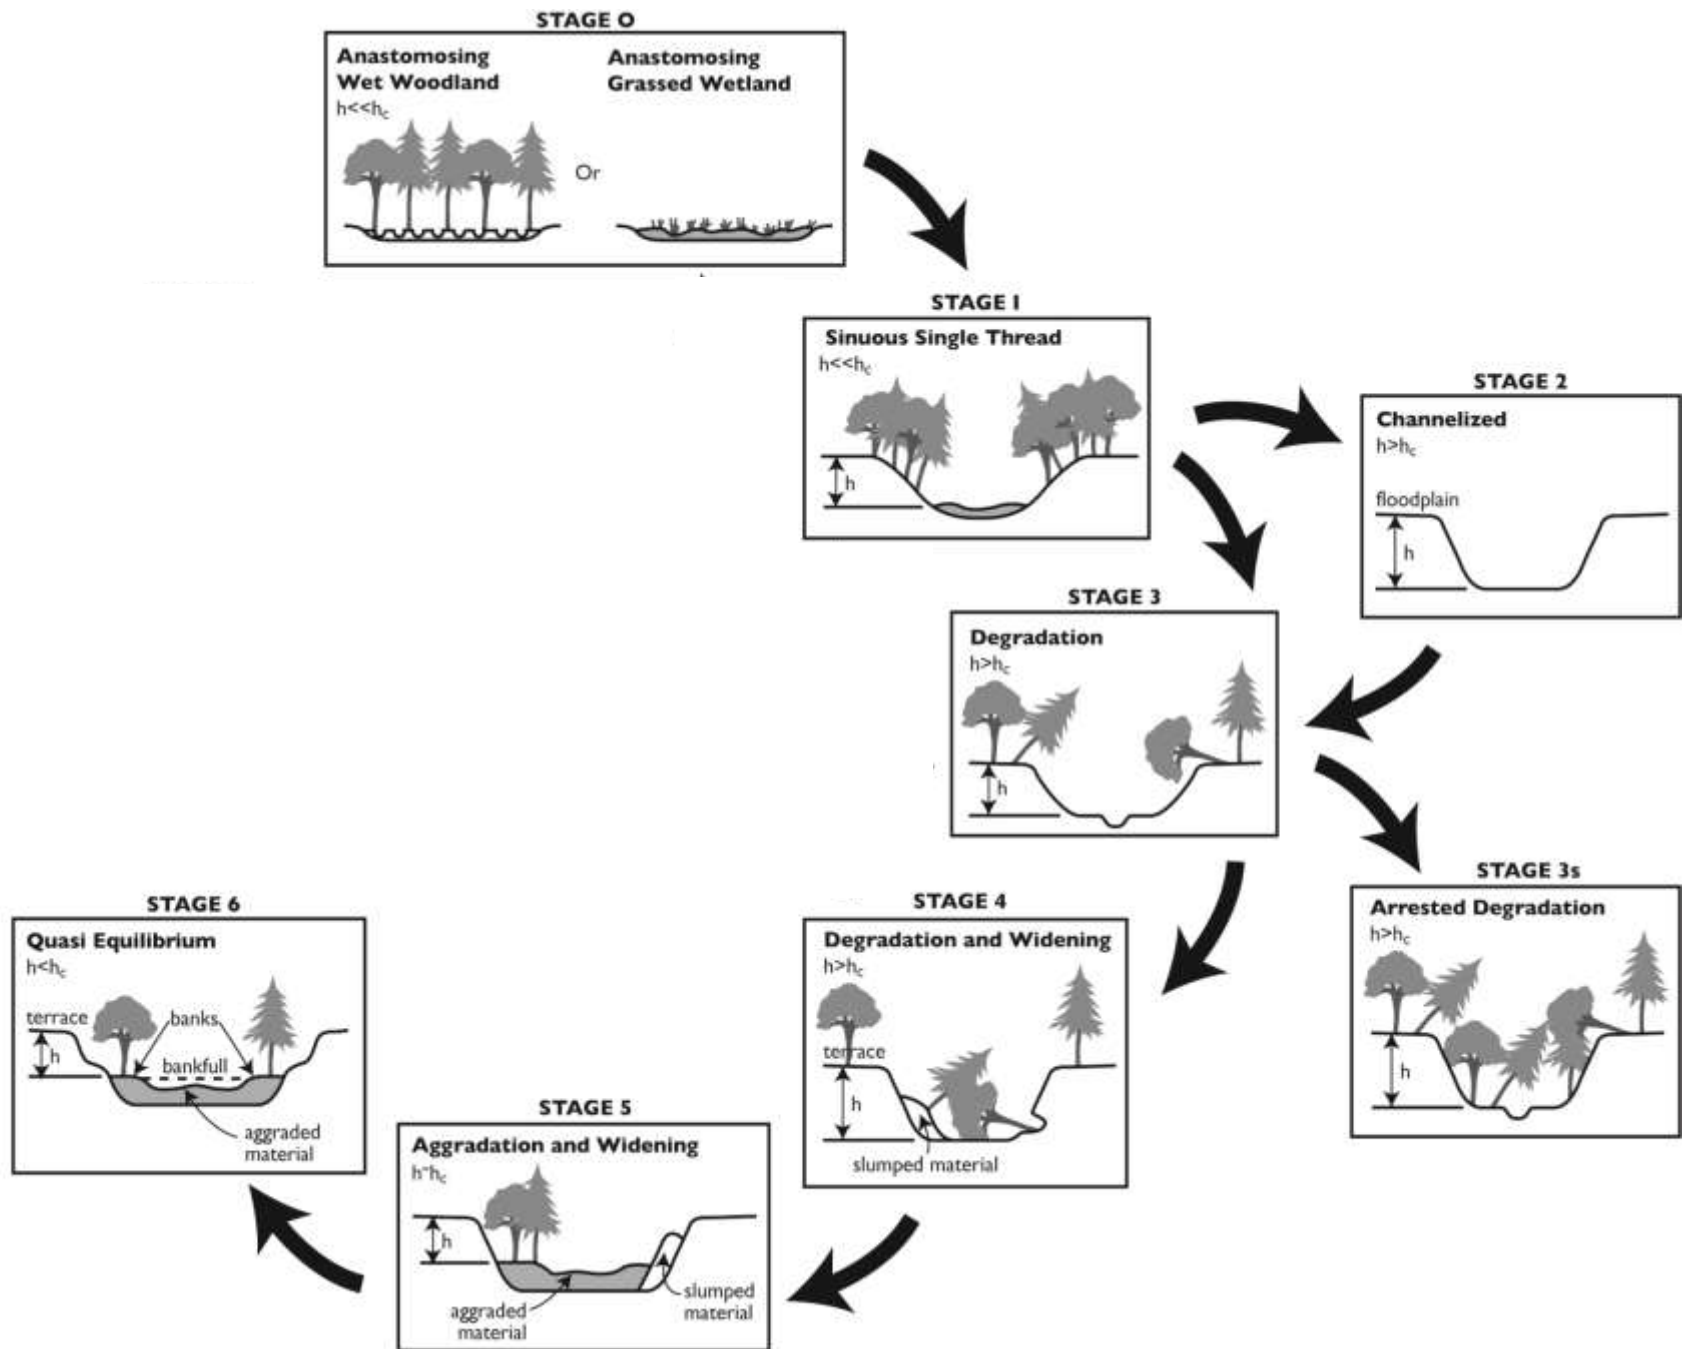 STAGE O
Anastomosing
Wet Woodland
h<<hc
Or
Anastomosing
Grassed Wetland
STAGE I
Sinuous Single Thread
h<<hc
h
STAGE 2
Channelized
h>hc
floodplain
h
STAGE 3
Degradation
h>hc
h
STAGE 3s
Arrested Degradation
h>hc
h
STAGE 4
Degradation and Widening
h>hc
terrace
h
slumped material
STAGE 5
Aggradation and Widening
h~hc
h
aggraded
material
slumped
material
STAGE 6
Quasi Equilibrium
h<hc
terrace
banks
h
bankfull
aggraded
material